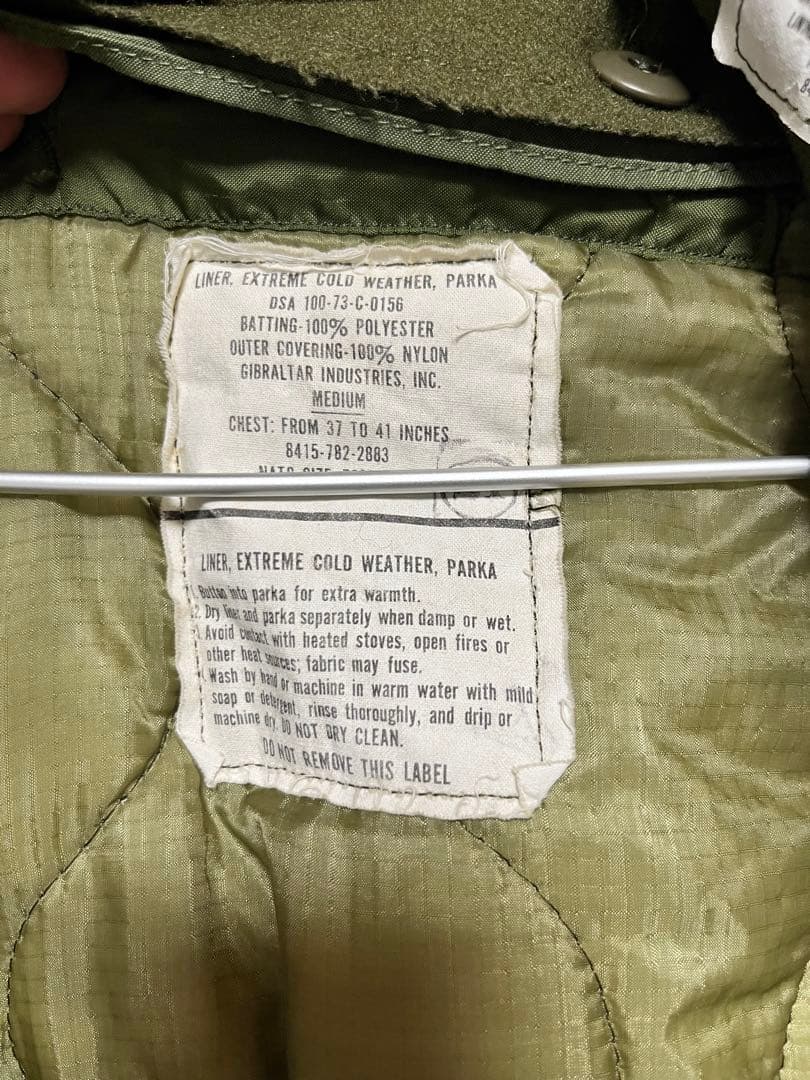 LINER, EXTREME COLD WEATHER, PARKA
DSA 100-73-C-0156
BATTING-100% POLYESTER
OUTER COVERING-100% NYLON
GIBRALTAR INDUSTRIES, INC.
MEDIUM
CHEST: FROM 37 TO 41 INCHES
8415-782-2883
NATO SIZE:
LINER, EXTREME COLD WEATHER, PARKA
1. Button into parka for extra warmth.
2. Dry liner and parka separately when damp or wet.
Avoid contact with heated stoves, open fires or
other heat sources; fabric may fuse.
Wash by hand or machine in warm water with mild
soap or detergent, rinse thoroughly, and drip or
machine dry. DO NOT DRY CLEAN.
DO NOT REMOVE THIS LABEL